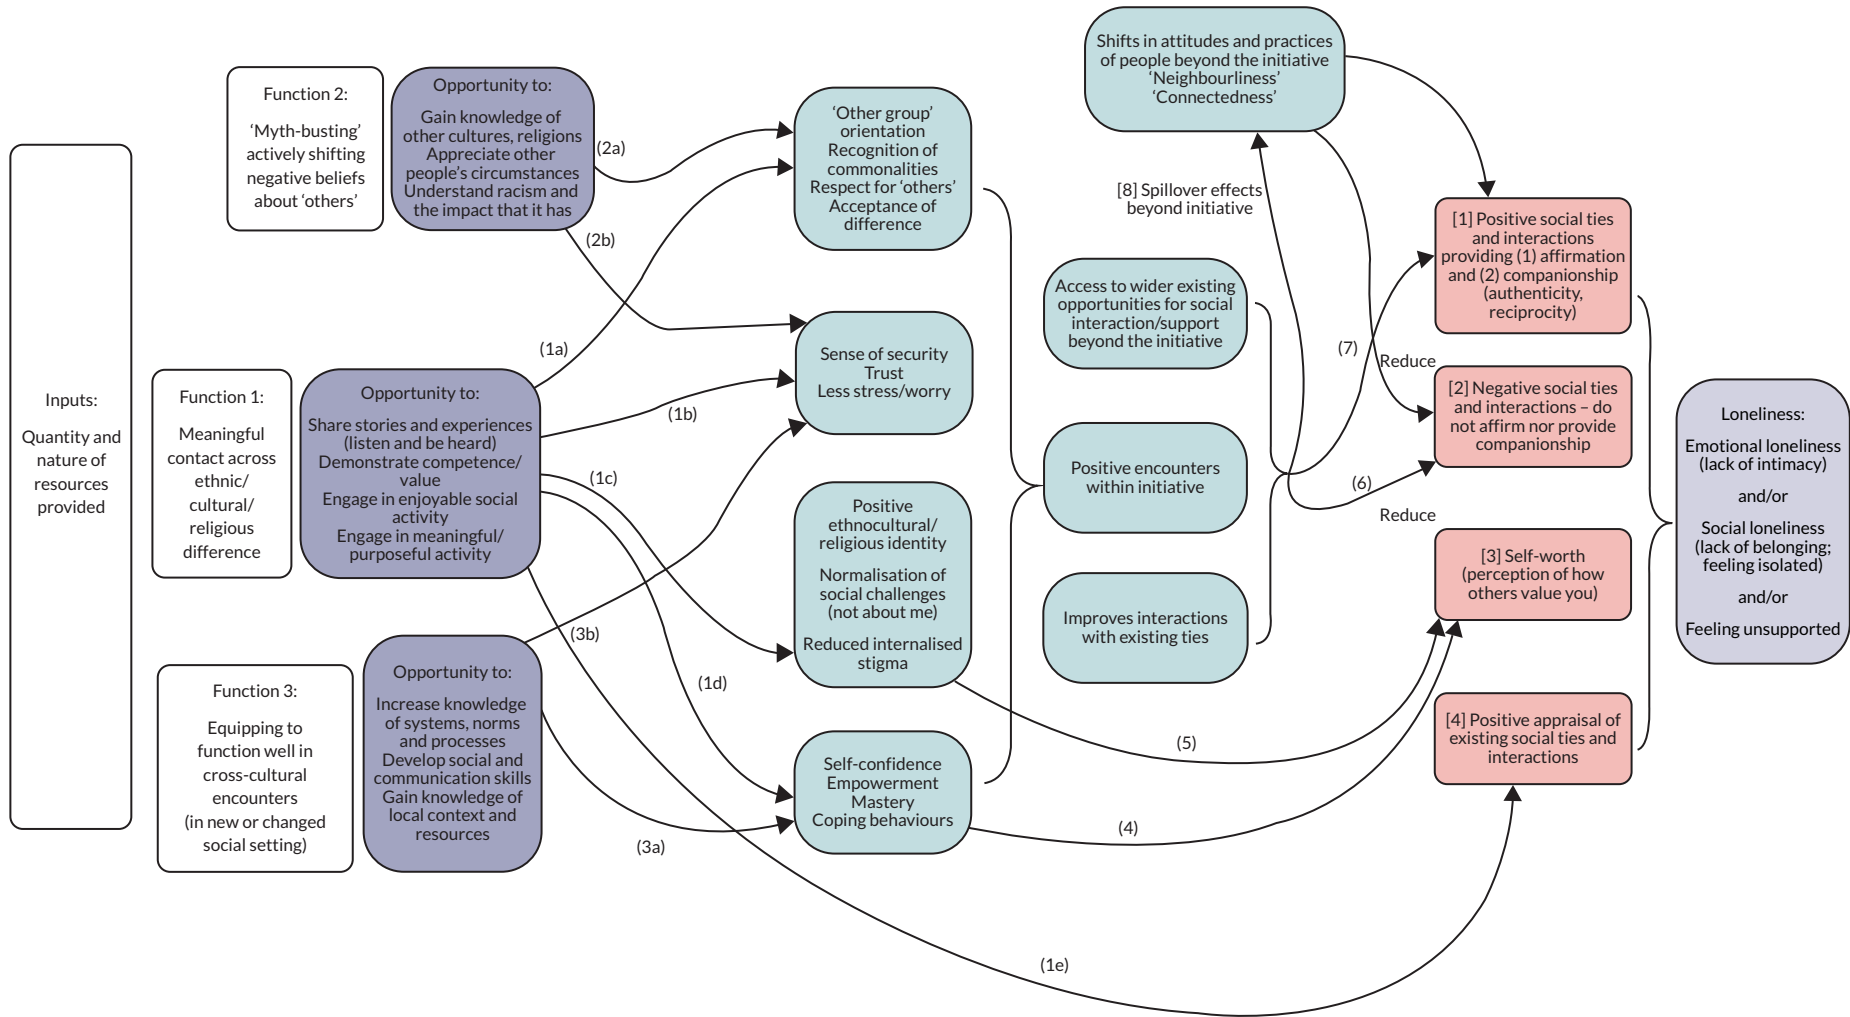 Inputs:
Quantity and
nature of
resources
provided
Function 2:
‘Myth-busting’
actively shifting
negative beliefs
about ‘others’
Opportunity to:
Gain knowledge of
other cultures, religions
Appreciate other
people’s circumstances
Understand racism and
the impact that it has
Function 1:
Meaningful
contact across
ethnic/
cultural/
religious
difference
Opportunity to:
Share stories and experiences
(listen and be heard)
Demonstrate competence/
value
Engage in enjoyable social
activity
Engage in meaningful/
purposeful activity
Function 3:
Equipping to
function well in
cross-cultural
encounters
(in new or changed
social setting)
Opportunity to:
Increase knowledge
of systems, norms
and processes
Develop social and
communication skills
Gain knowledge of
local context and
resources
(2a)
(2b)
(1a)
(1b)
(1c)
(3b)
(1d)
(3a)
(1e)
‘Other group’
orientation
Recognition of
commonalities
Respect for ‘others’
Acceptance of
difference
Sense of security
Trust
Less stress/worry
Positive
ethnocultural/
religious identity
Normalisation of
social challenges
(not about me)
Reduced internalised
stigma
Self-confidence
Empowerment
Mastery
Coping behaviours
Shifts in attitudes and practices
of people beyond the initiative
‘Neighbourliness’
‘Connectedness’
[8] Spillover effects
beyond initiative
Access to wider existing
opportunities for social
interaction/support
beyond the initiative
Positive encounters
within initiative
Improves interactions
with existing ties
(7)
Reduce
(6)
Reduce
(5)
(4)
[1] Positive social ties
and interactions
providing (1) affirmation
and (2) companionship
(authenticity,
reciprocity)
[2] Negative social ties
and interactions – do
not affirm nor provide
companionship
[3] Self-worth
(perception of how
others value you)
[4] Positive appraisal of
existing social ties and
interactions
Loneliness:
Emotional loneliness
(lack of intimacy)
and/or
Social loneliness
(lack of belonging;
feeling isolated)
and/or
Feeling unsupported